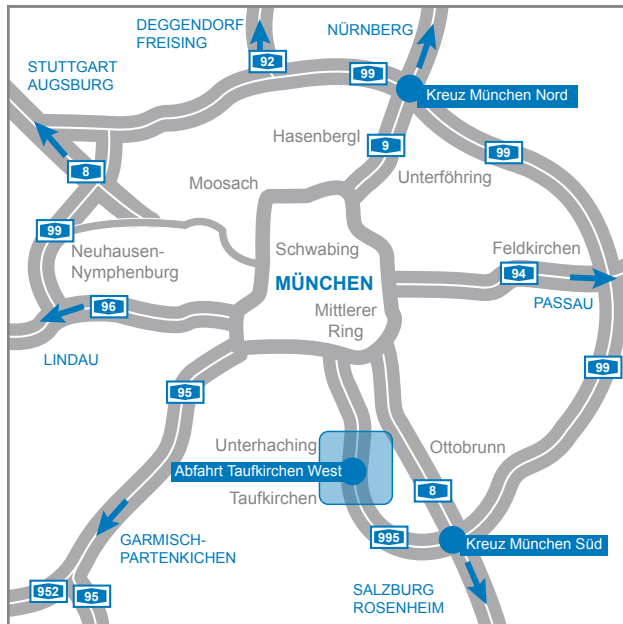 DEGGENDORF
FREISING
NÜRNBERG
STUTTGART
AUGSBURG
92
99
Kreuz München Nord
Hasenbergl
9
99
8
Moosach
Unterföhring
99
Neuhausen-
Nymphenburg
Schwabing
Feldkirchen
94
MÜNCHEN
PASSAU
96
Mittlerer
Ring
LINDAU
99
95
Unterhaching
Ottobrunn
Abfahrt Taufkirchen West
8
Taufkirchen
995
Kreuz München Süd
GARMISCH-
PARTENKICHEN
952
95
SALZBURG
ROSENHEIM